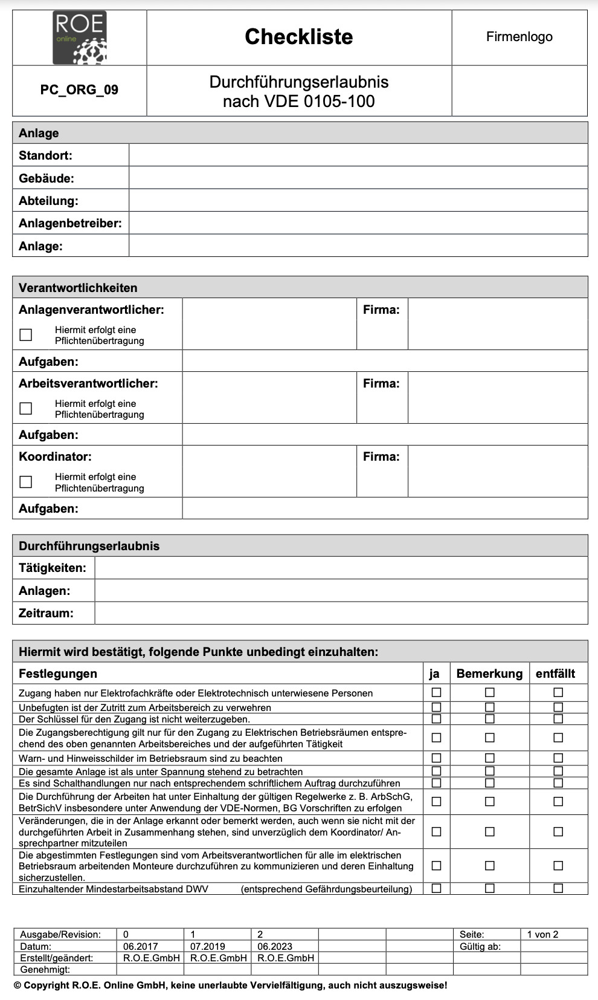 ROE
online
Checkliste
Firmenlogo
PC_ORG_09
Durchführungserlaubnis
nach VDE 0105-100
Anlage
Standort:
Gebäude:
Abteilung:
Anlagenbetreiber:
Anlage:
Verantwortlichkeiten
Anlagenverantwortlicher: Firma:
Hiermit erfolgt eine
Pflichtenübertragung
Aufgaben:
Arbeitsverantwortlicher: Firma:
Hiermit erfolgt eine
Pflichtenübertragung
Aufgaben:
Koordinator: Firma:
Hiermit erfolgt eine
Pflichtenübertragung
Aufgaben:
Durchführungserlaubnis
Tätigkeiten:
Anlagen:
Zeitraum:
Hiermit wird bestätigt, folgende Punkte unbedingt einzuhalten:
Festlegungen ja Bemerkung entfällt
Zugang haben nur Elektrofachkräfte oder Elektrotechnisch unterwiesene Personen ☐ ☐ ☐
Unbefugten ist der Zutritt zum Arbeitsbereich zu verwehren ☐ ☐ ☐
Der Schlüssel für den Zugang ist nicht weiterzugeben. ☐ ☐ ☐
Die Zugangsberechtigung gilt nur für den Zugang zu Elektrischen Betriebsräumen entspre-
chend des oben genannten Arbeitsbereiches und der aufgeführten Tätigkeit ☐ ☐ ☐
Warn- und Hinweisschilder im Betriebsraum sind zu beachten ☐ ☐ ☐
Die gesamte Anlage ist als unter Spannung stehend zu betrachten ☐ ☐ ☐
Es sind Schalthandlungen nur nach entsprechendem schriftlichem Auftrag durchzuführen ☐ ☐ ☐
Die Durchführung der Arbeiten hat unter Einhaltung der gültigen Regelwerke z. B. ArbSchG,
BetrSichV insbesondere unter Anwendung der VDE-Normen, BG Vorschriften zu erfolgen ☐ ☐ ☐
Veränderungen, die in der Anlage erkannt oder bemerkt werden, auch wenn sie nicht mit der
durchgeführten Arbeit in Zusammenhang stehen, sind unverzüglich dem Koordinator/ An-
sprechpartner mitzuteilen ☐ ☐ ☐
Die abgestimmten Festlegungen sind vom Arbeitsverantwortlichen für alle im elektrischen
Betriebsraum arbeitenden Monteure durchzuführen zu kommunizieren und deren Einhaltung
sicherzustellen. ☐ ☐ ☐
Einzuhaltender Mindestarbeitsabstand DWV (entsprechend Gefährdungsbeurteilung) ☐ ☐ ☐
Ausgabe/Revision: 0 1 2 Seite: 1 von 2
Datum: 06.2017 07.2019 06.2023 Gültig ab:
Erstellt/geändert: R.O.E.GmbH R.O.E.GmbH R.O.E.GmbH
Genehmigt:
© Copyright R.O.E. Online GmbH, keine unerlaubte Vervielfältigung, auch nicht auszugsweise!